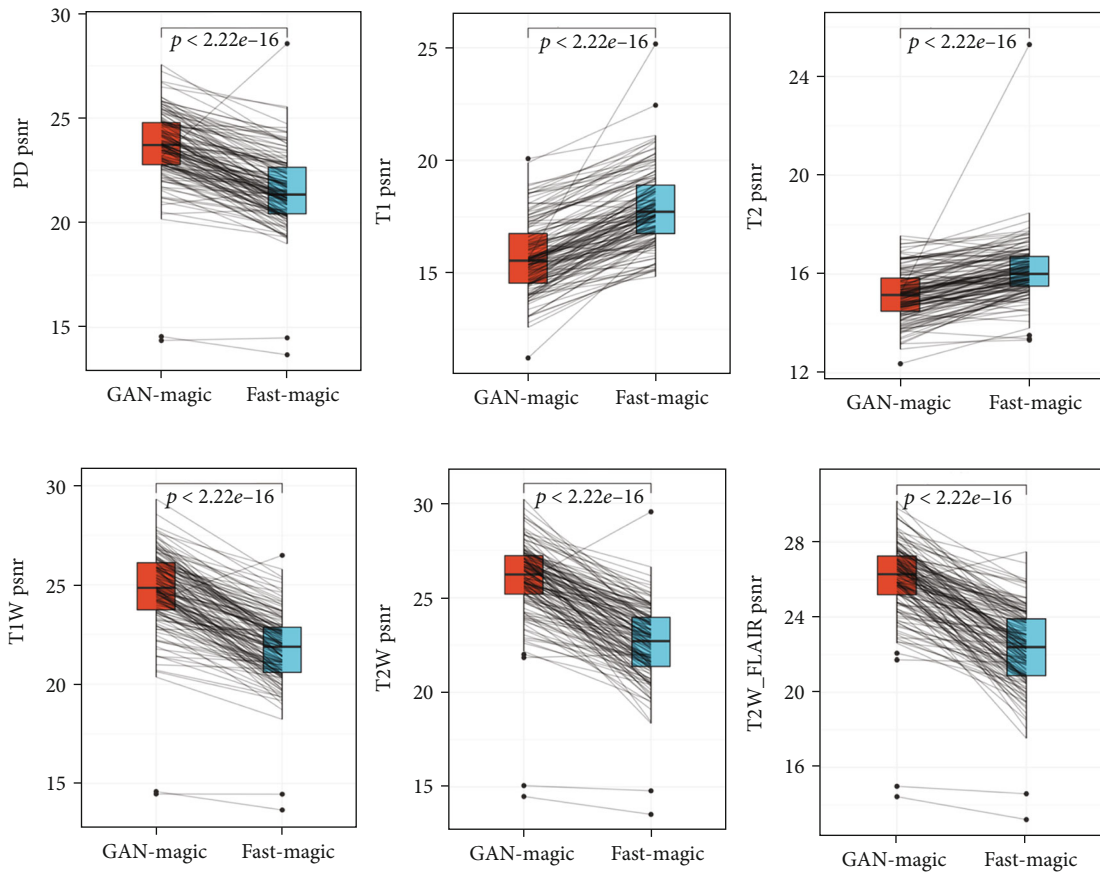 30
25
20
15
PD psnr
p < 2.22e–16
GAN-magic Fast-magic
25
20
15
T1 psnr
p < 2.22e–16
GAN-magic Fast-magic
24
20
16
12
T2 psnr
p < 2.22e–16
GAN-magic Fast-magic
30
25
20
15
T1W psnr
p < 2.22e–16
GAN-magic Fast-magic
30
25
20
15
T2W psnr
p < 2.22e–16
GAN-magic Fast-magic
28
24
20
16
T2W_FLAIR psnr
p < 2.22e–16
GAN-magic Fast-magic